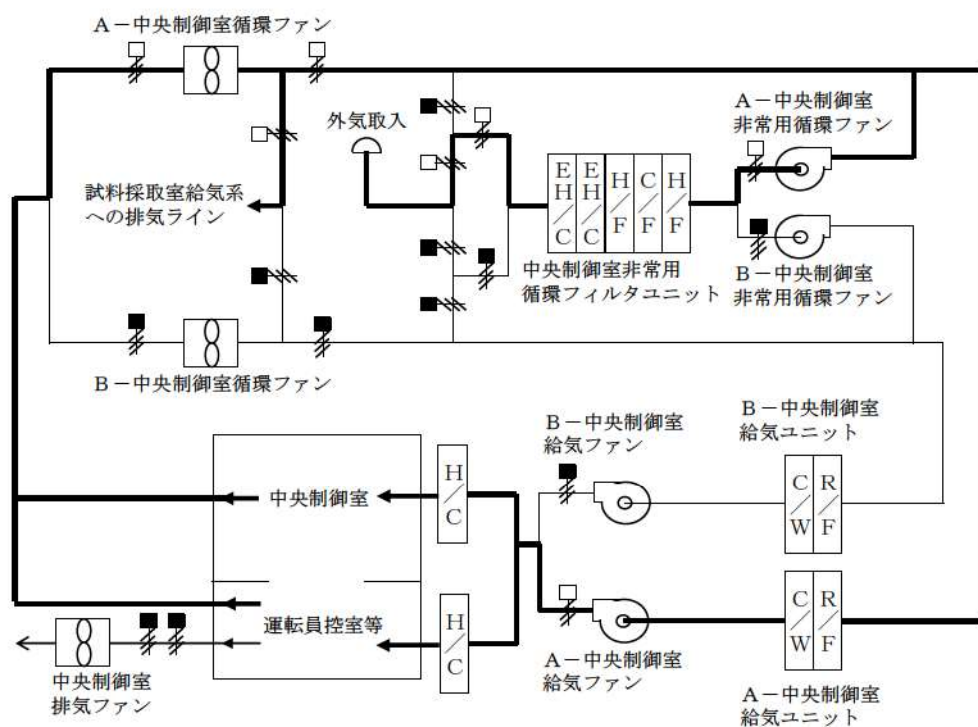 A－中央制御室循環ファン
外気取入
A－中央制御室
非常用循環ファン
試料採取室給気系
への排気ライン
E
H
/
C
E
H
/
C
H
/
F
C
/
F
H
/
F
中央制御室非常用
循環フィルタユニット
B－中央制御室
非常用循環ファン
B－中央制御室循環ファン
B－中央制御室
給気ファン
B－中央制御室
給気ユニット
中央制御室
H
/
C
C
/
W
R
/
F
運転員控室等
H
/
C
C
/
W
R
/
F
中央制御室
排気ファン
A－中央制御室
給気ファン
A－中央制御室
給気ユニット